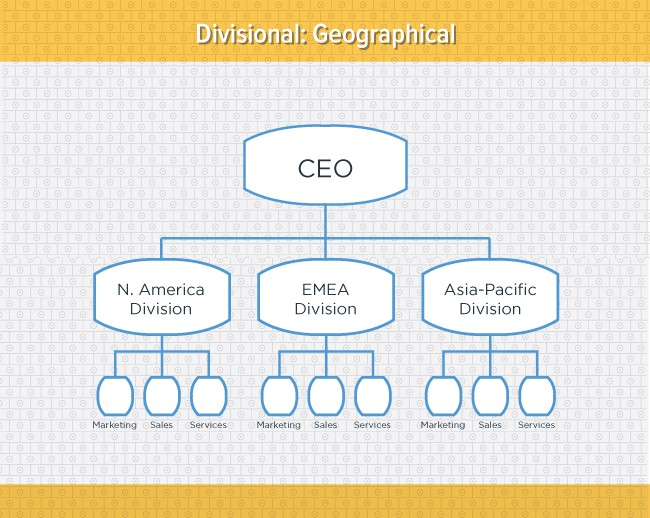 Divisional: Geographical
CEO
N. America
Division
EMEA
Division
Asia-Pacific
Division
Marketing Sales Services
Marketing Sales Services
Marketing Sales Services